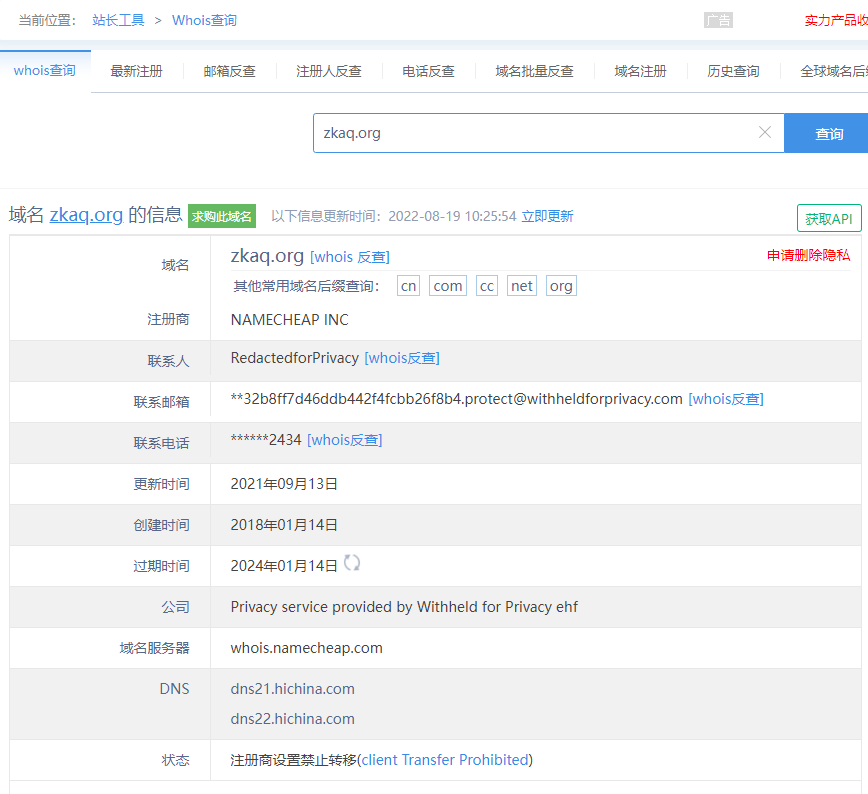 当前位置： 站长工具 > Whois查询 广告 实力产品收
whois查询 最新注册 邮箱反查 注册人反查 电话反查 域名批量反查 域名注册 历史查询 全球域名后
zkaq.org 查询
域名 zkaq.org 的信息 求购此域名 以下信息更新时间：2022-08-19 10:25:54 立即更新 获取API
域名 zkaq.org [whois 反查] 申请删除隐私
其他常用域名后缀查询： cn com cc net org
注册商 NAMECHEAP INC
联系人 RedactedforPrivacy [whois反查]
联系邮箱 **32b8ff7d46ddb442f4fcbb26f8b4.protect@withheldforprivacy.com [whois反查]
联系电话 ******2434 [whois反查]
更新时间 2021年09月13日
创建时间 2018年01月14日
过期时间 2024年01月14日
公司 Privacy service provided by Withheld for Privacy ehf
域名服务器 whois.namecheap.com
DNS dns21.hichina.com
dns22.hichina.com
状态 注册商设置禁止转移(client Transfer Prohibited)